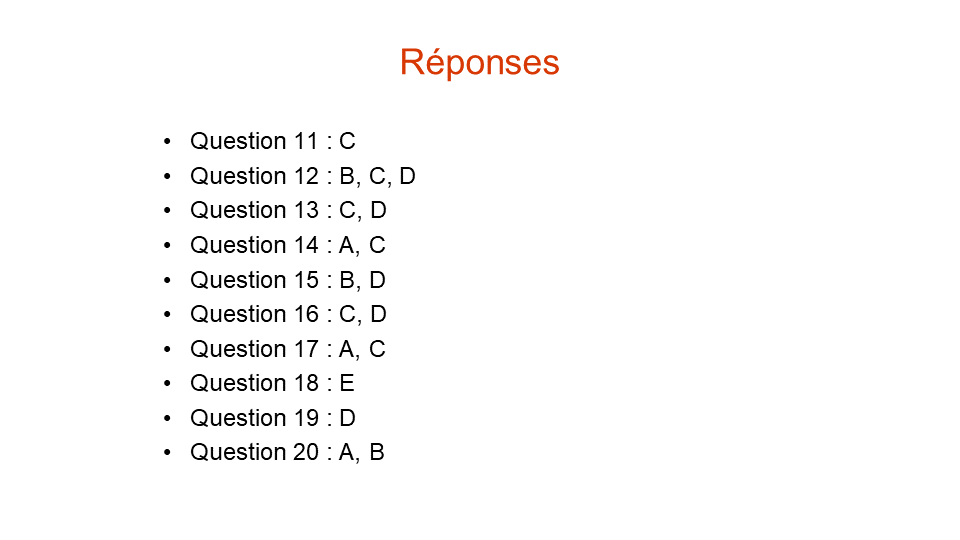 Réponses
• Question 11 : C
• Question 12 : B, C, D
• Question 13 : C, D
• Question 14 : A, C
• Question 15 : B, D
• Question 16 : C, D
• Question 17 : A, C
• Question 18 : E
• Question 19 : D
• Question 20 : A, B